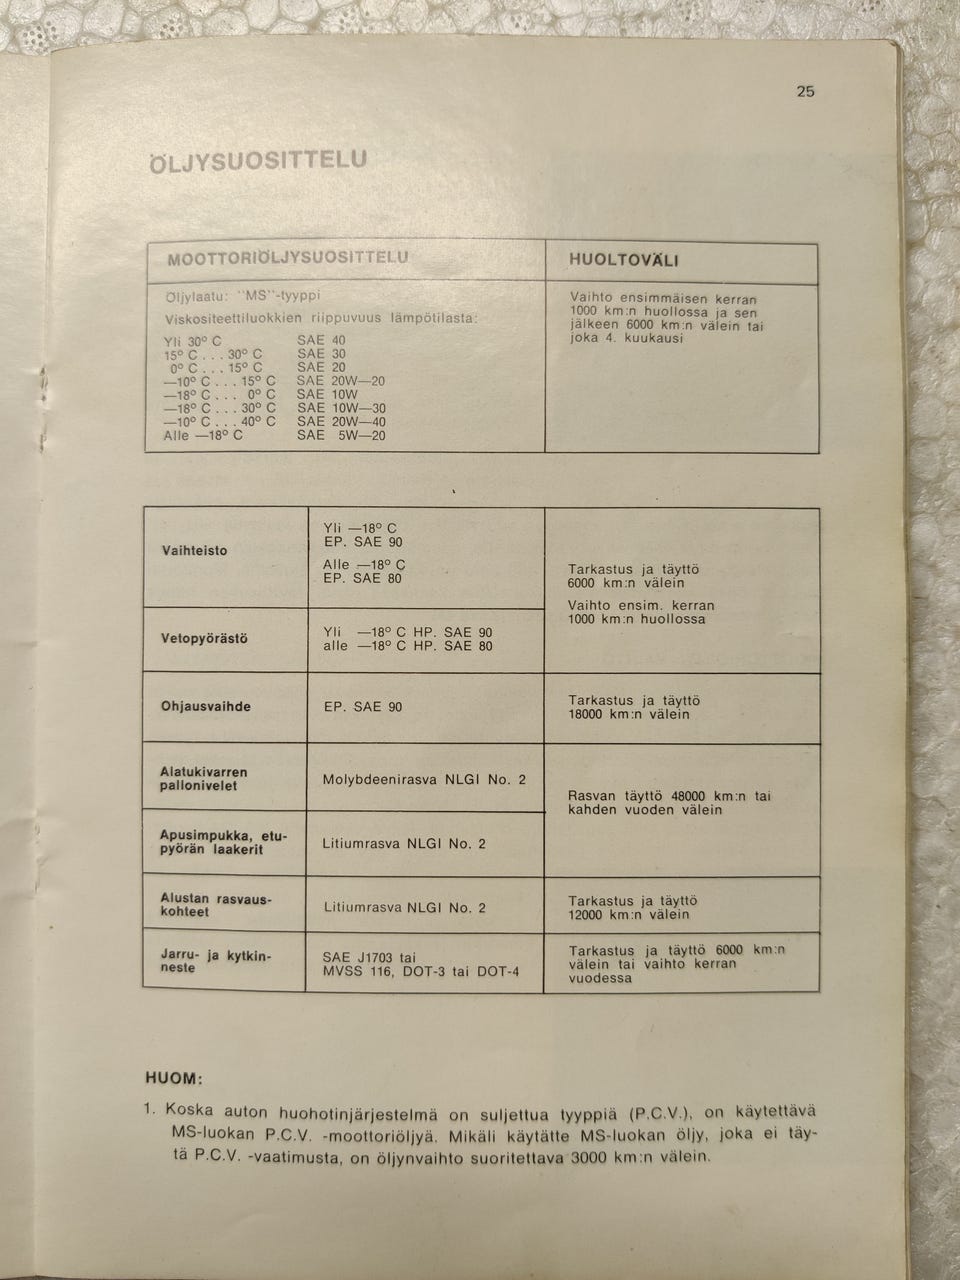 25
ÖLJYSUOSITTELU
MOOTTORIÖLJYSUOSITTELU
HUOLTOVÄLI
Öljylaatu: "MS"-tyyppi
Viskositeettiluokkien riippuvuus lämpötilasta:
Yli 30° C SAE 40
15° C . . . 30° C SAE 30
0° C . . . 15° C SAE 20
—10° C . . . 15° C SAE 20W—20
—18° C . . . 0° C SAE 10W
—18° C . . . 30° C SAE 10W—30
—10° C . . . 40° C SAE 20W—40
Alle —18° C SAE 5W—20
Vaihto ensimmäisen kerran
1000 km:n huollossa ja sen
jälkeen 6000 km:n välein tai
joka 4. kuukausi
Vaihteisto
Yli —18° C
EP. SAE 90
Alle —18° C
EP. SAE 80
Tarkastus ja täyttö
6000 km:n välein
Vaihto ensim. kerran
1000 km:n huollossa
Vetopyörästö
Yli —18° C HP. SAE 90
alle —18° C HP. SAE 80
Ohjausvaihde
EP. SAE 90
Tarkastus ja täyttö
18000 km:n välein
Alatukivarren
pallonivelet
Molybdeenirasva NLGI No. 2
Rasvan täyttö 48000 km:n tai
kahden vuoden välein
Apusimpukka, etu-
pyörän laakerit
Litiumrasva NLGI No. 2
Alustan rasvaus-
kohteet
Litiumrasva NLGI No. 2
Tarkastus ja täyttö
12000 km:n välein
Jarru- ja kytkin-
neste
SAE J1703 tai
MVSS 116, DOT-3 tai DOT-4
Tarkastus ja täyttö 6000 km:n
välein tai vaihto kerran
vuodessa
HUOM:
1. Koska auton huohotinjärjestelmä on suljettua tyyppiä (P.C.V.), on käytettävä
MS-luokan P.C.V. -moottoriöljyä. Mikäli käytätte MS-luokan öljy, joka ei täy-
tä P.C.V. -vaatimusta, on öljynvaihto suoritettava 3000 km:n välein.